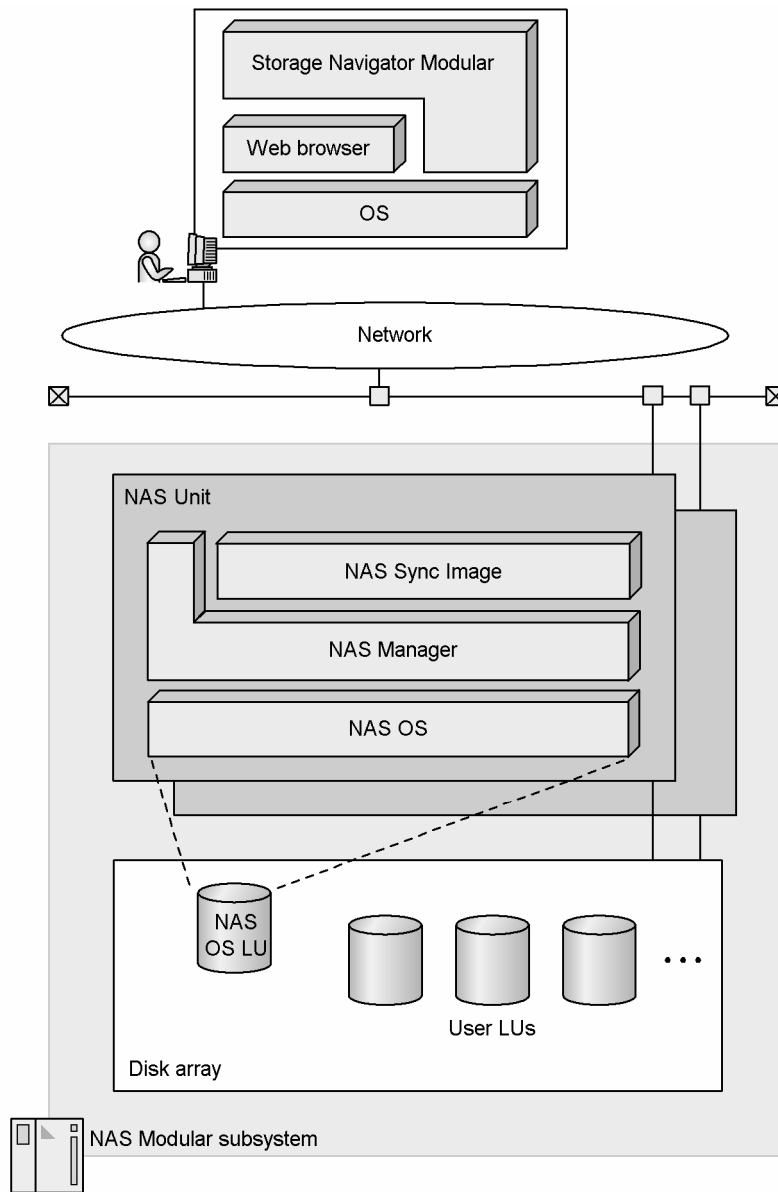 Storage Navigator Modular
Web browser
OS
Network
NAS Unit
NAS Sync Image
NAS Manager
NAS OS
NAS
OS LU
User LUs
Disk array
NAS Modular subsystem